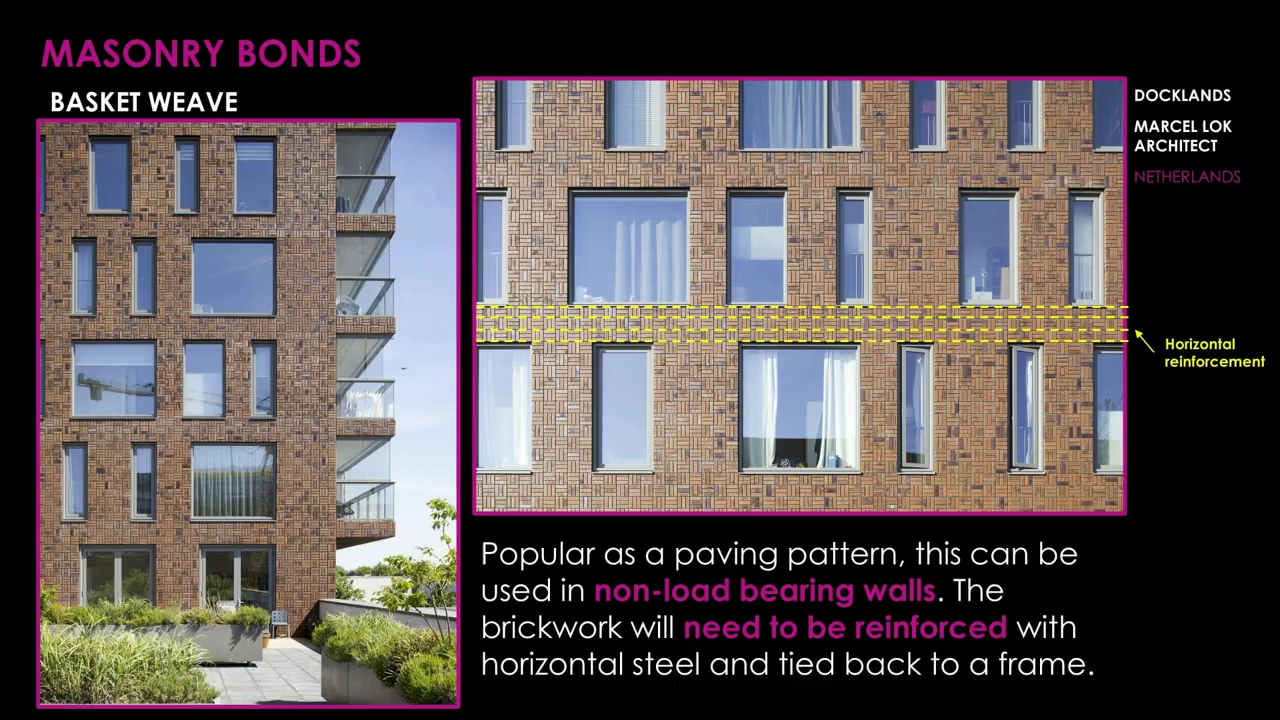 MASONRY BONDS
BASKET WEAVE
DOCKLANDS
MARCEL LOK
ARCHITECT
NETHERLANDS
Horizontal
reinforcement
Popular as a paving pattern, this can be
used in non-load bearing walls. The
brickwork will need to be reinforced with
horizontal steel and tied back to a frame.